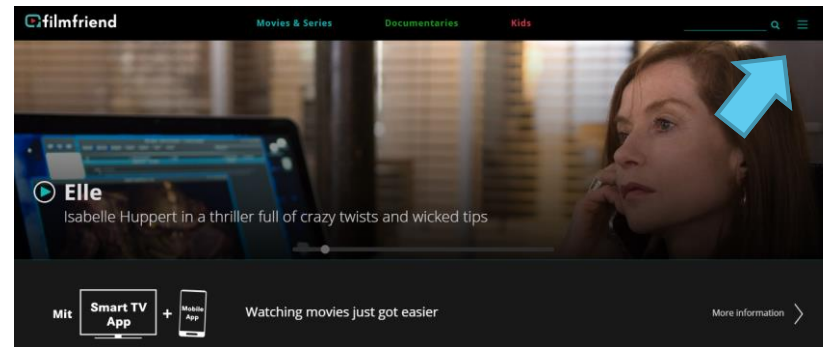 filmfriend
Movies & Series
Documentaries
Kids
Elle
Isabelle Huppert in a thriller full of crazy twists and wicked tips
Mit
Smart TV
App
+
Mobile
App
Watching movies just got easier
More information